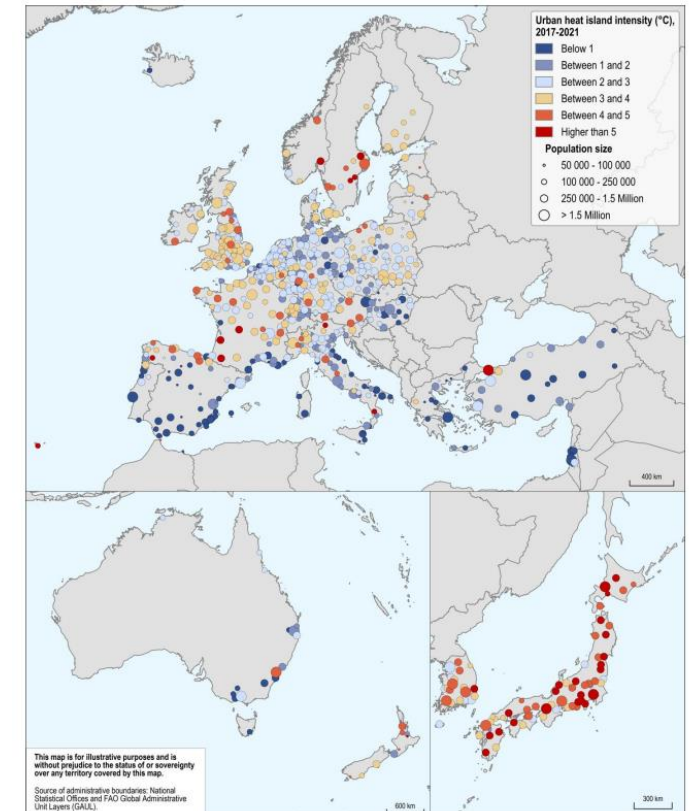 Urban heat island intensity (°C),
2017-2021
Below 1
Between 1 and 2
Between 2 and 3
Between 3 and 4
Between 4 and 5
Higher than 5
Population size
50 000 - 100 000
100 000 - 250 000
250 000 - 1.5 Million
> 1.5 Million
400 km
This map is for illustrative purposes and is
without prejudice to the status of or sovereignty
over any territory covered by this map.
Source of administrative boundaries: National
Statistical Offices and FAO Global Administrative
Unit Layers (GAUL).
600 km
300 km